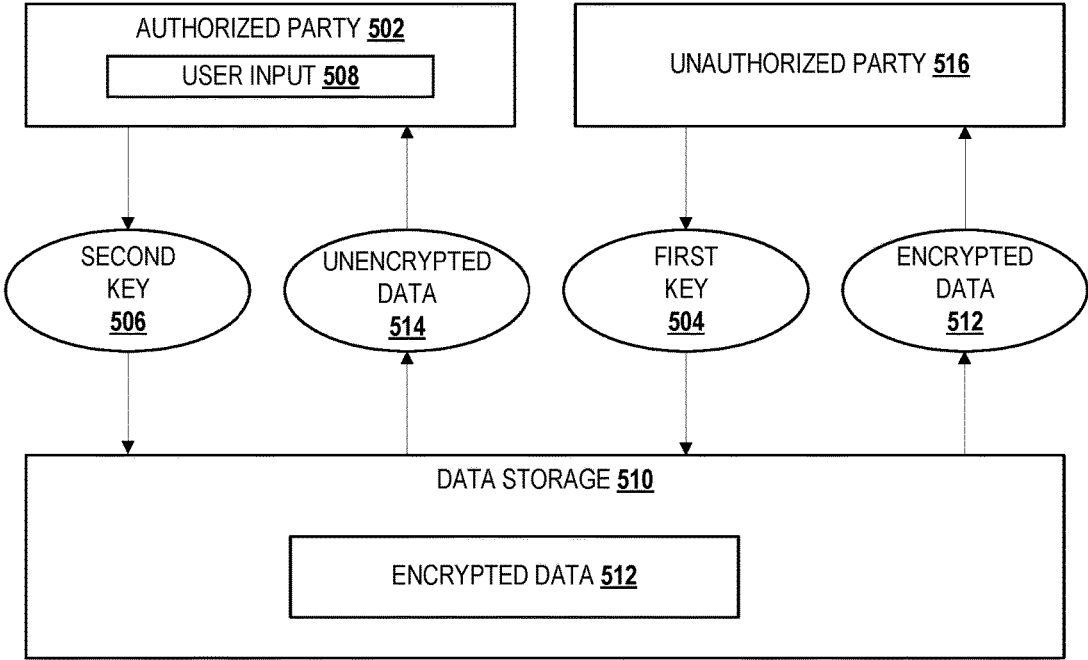 AUTHORIZED PARTY 502
USER INPUT 508
UNAUTHORIZED PARTY 516
SECOND
KEY
506
UNENCRYPTED
DATA
514
FIRST
KEY
504
ENCRYPTED
DATA
512
DATA STORAGE 510
ENCRYPTED DATA 512